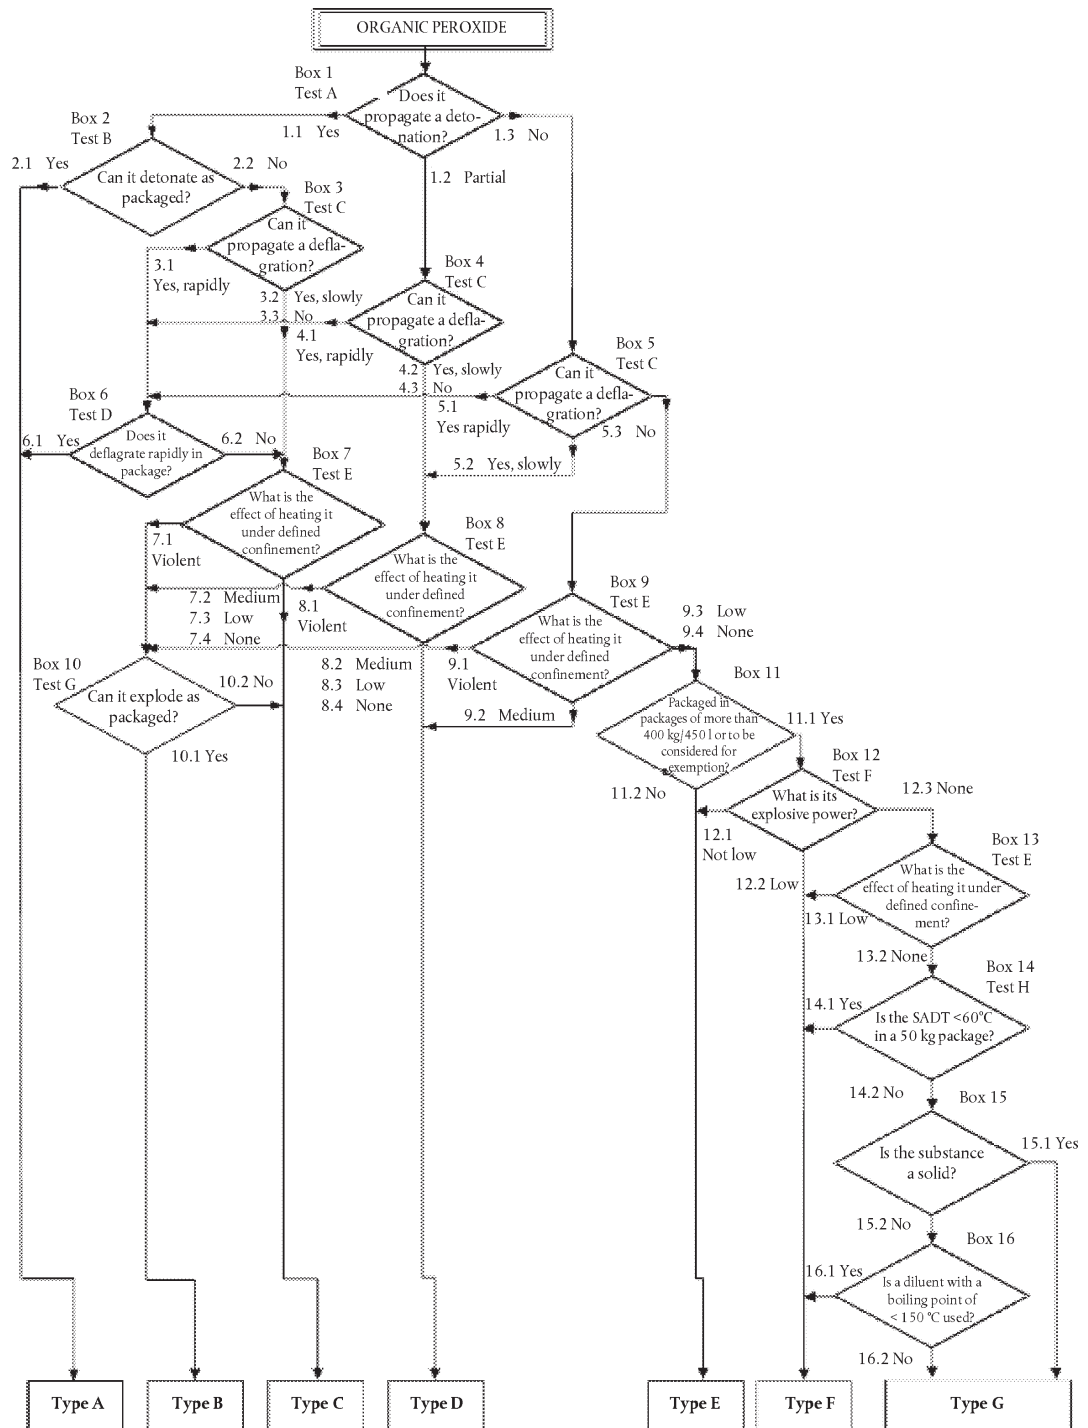 ORGANIC PEROXIDE
Box 1
Test A
Does it
propagate a deto-
nation?
1.1 Yes
1.3 No
1.2 Partial
Box 2
Test B
2.1 Yes
2.2 No
Can it detonate as
packaged?
Box 3
Test C
Can it
propagate a defla-
gration?
3.1
Yes, rapidly
3.2 Yes, slowly
3.3 No
Box 4
Test C
Can it
propagate a defla-
gration?
4.1
Yes, rapidly
4.2 Yes, slowly
4.3 No
Box 5
Test C
Can it
propagate a defla-
gration?
5.1
Yes rapidly
5.3 No
5.2 Yes, slowly
Box 6
Test D
6.1 Yes
6.2 No
Does it
deflagrate rapidly in
package?
Box 7
Test E
What is the
effect of heating it
under defined
confinement?
7.1
Violent
7.2 Medium
7.3 Low
7.4 None
Box 8
Test E
What is the
effect of heating it
under defined
confinement?
8.1
Violent
8.2 Medium
8.3 Low
8.4 None
Box 9
Test E
What is the
effect of heating it
under defined
confinement?
9.1
Violent
9.2 Medium
9.3 Low
9.4 None
Box 10
Test G
Can it explode as
packaged?
10.2 No
10.1 Yes
Box 11
Packaged in
packages of more than
400 kg/450 l or to be
considered for
exemption?
11.1 Yes
11.2 No
Box 12
Test F
What is its
explosive power?
12.3 None
12.1
Not low
12.2 Low
Box 13
Test E
What is the
effect of heating it under
defined confine-
ment?
13.1 Low
13.2 None
Box 14
Test H
14.1 Yes
Is the SADT <60°C
in a 50 kg package?
14.2 No
Box 15
15.1 Yes
Is the substance
a solid?
15.2 No
Box 16
16.1 Yes
Is a diluent with a
boiling point of
< 150 °C used?
16.2 No
Type A
Type B
Type C
Type D
Type E
Type F
Type G